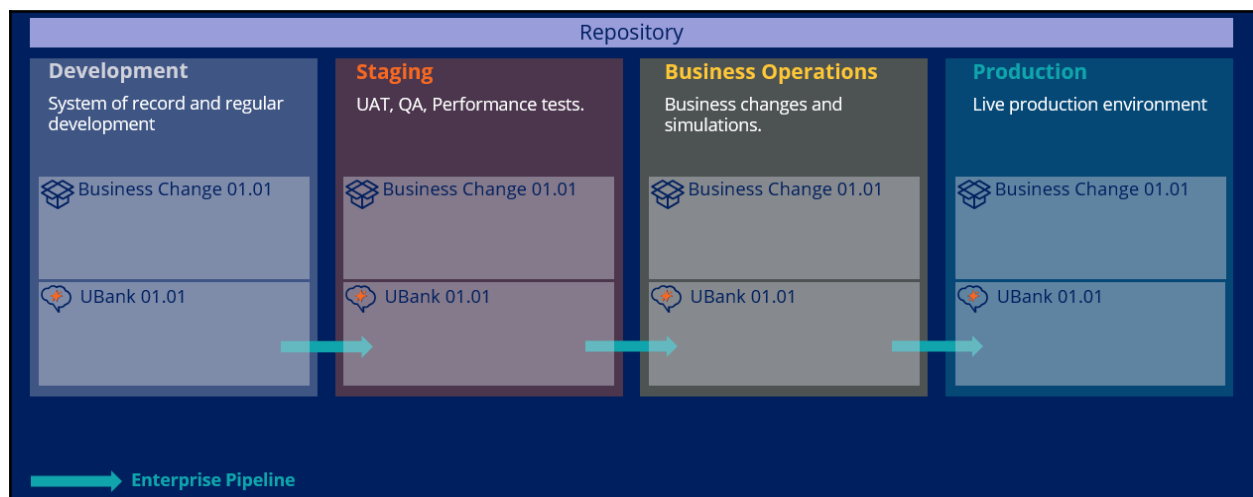 Repository
Development
System of record and regular
development
Business Change 01.01
UBank 01.01
Staging
UAT, QA, Performance tests.
Business Change 01.01
UBank 01.01
Business Operations
Business changes and
simulations.
Business Change 01.01
UBank 01.01
Production
Live production environment
Business Change 01.01
UBank 01.01
Enterprise Pipeline